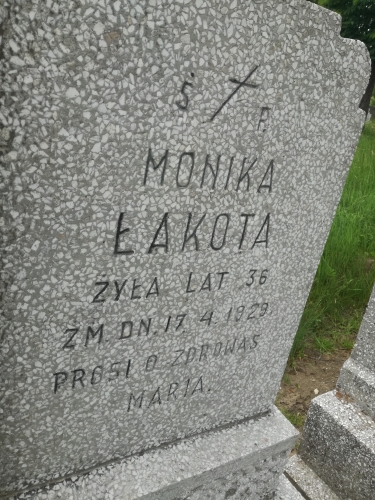 Ś P.
MONIKA
ŁAKOTA
ŻYŁA LAT 36
ZM. DN. 17. 4. 1929
PROSI O ZDROWAŚ
MARIA.